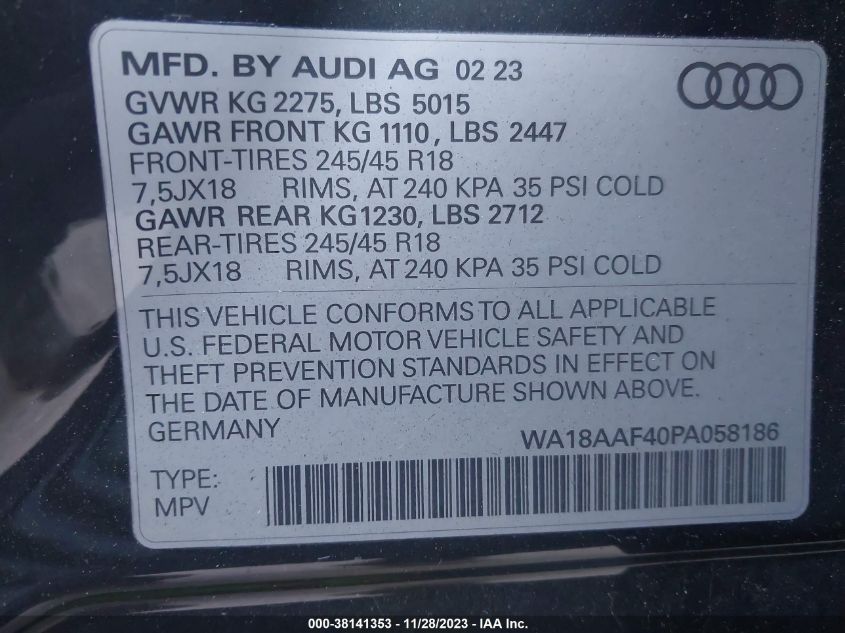 MFD. BY AUDI AG 02 23
GVWR KG 2275, LBS 5015
GAWR FRONT KG 1110, LBS 2447
FRONT-TIRES 245/45 R18
7,5JX18 RIMS, AT 240 KPA 35 PSI COLD
GAWR REAR KG1230, LBS 2712
REAR-TIRES 245/45 R18
7,5JX18 RIMS, AT 240 KPA 35 PSI COLD
THIS VEHICLE CONFORMS TO ALL APPLICABLE
U.S. FEDERAL MOTOR VEHICLE SAFETY AND
THEFT PREVENTION STANDARDS IN EFFECT ON
THE DATE OF MANUFACTURE SHOWN ABOVE.
GERMANY
WA18AAF40PA058186
TYPE:
MPV
000-38141353 - 11/28/2023 - IAA Inc.